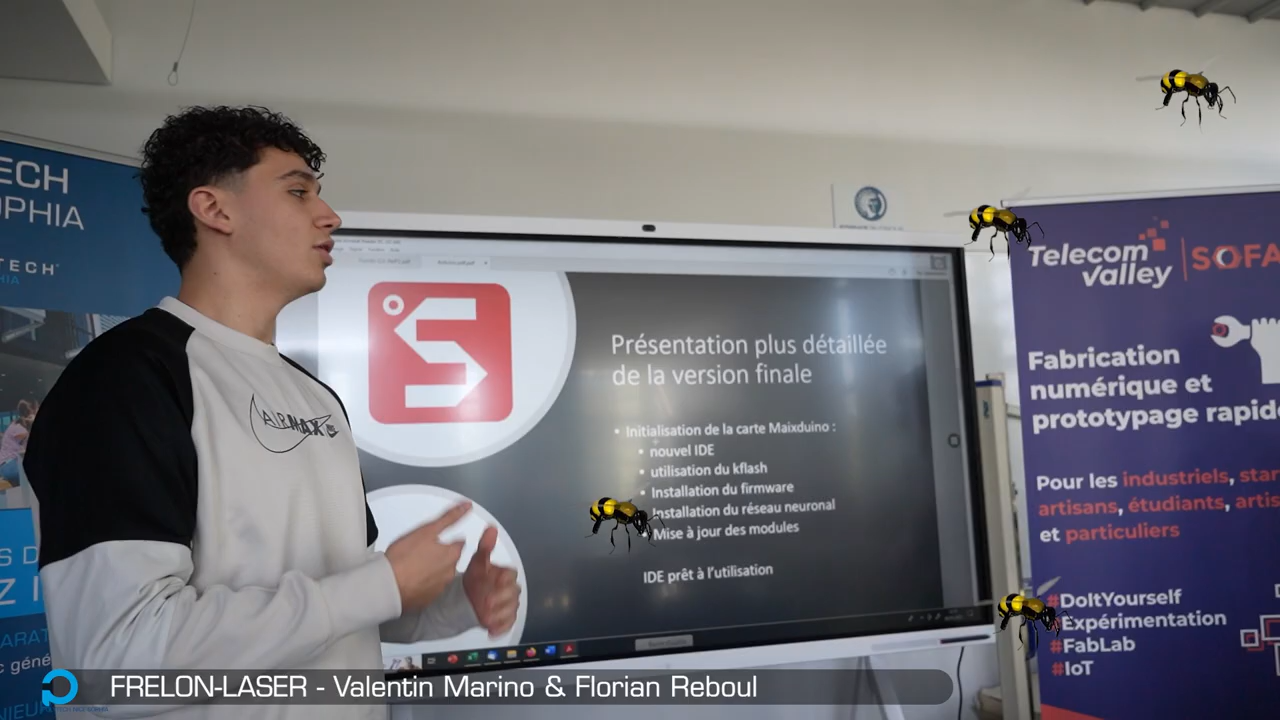 ECH
OPHIA
TECH
AIR MAX
Présentation plus détaillée
de la version finale
• Initialisation de la carte Maixduino :
• nouvel IDE
• utilisation du kflash
• Installation du firmware
• Installation du réseau neuronal
• Mise à jour des modules
IDE prêt à l'utilisation
Telecom
Valley
SOFA
Fabrication
numérique et
prototypage rapide
Pour les industriels, star
artisans, étudiants, artis
et particuliers
#DoItYourself
#Expérimentation
#FabLab
#IoT
FRELON-LASER - Valentin Marino & Florian Reboul